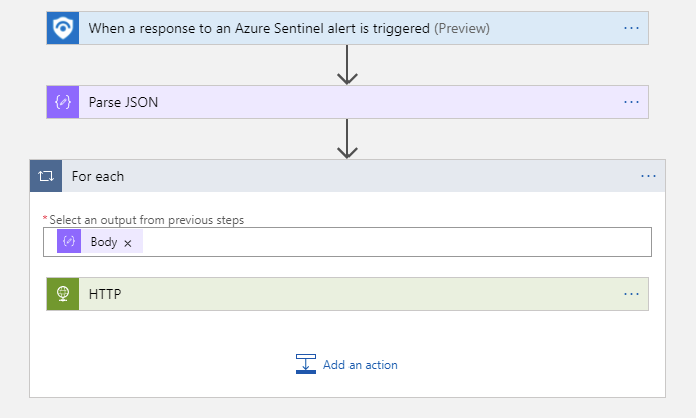 When a response to an Azure Sentinel alert is triggered (Preview)
Parse JSON
For each
*Select an output from previous steps
Body ×
HTTP
Add an action